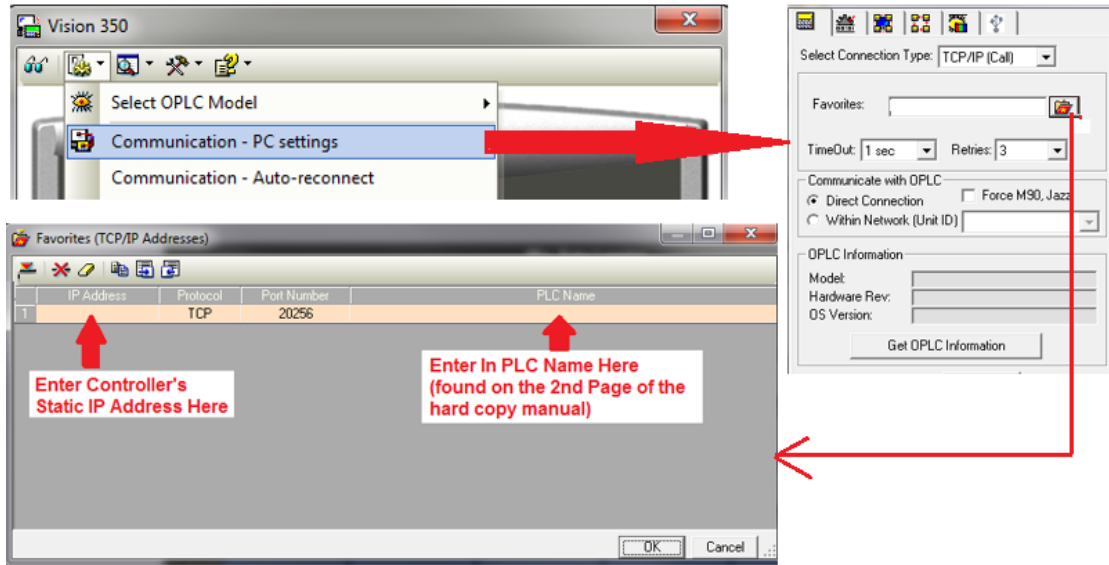 Vision 350
Select OPLC Model
Communication - PC settings
Communication - Auto-reconnect
Select Connection Type: TCP/IP (Call)
Favorites:
TimeOut: 1 sec Retries: 3
Communicate with OPLC
Direct Connection Force M90, Jazz
Within Network (Unit ID)
OPLC Information
Model:
Hardware Rev:
OS Version:
Get OPLC Information
Favorites (TCP/IP Addresses)
IP Address Protocol Port Number PLC Name
1 TCP 20256
Enter Controller's
Static IP Address Here
Enter In PLC Name Here
(found on the 2nd Page of the
hard copy manual)
OK Cancel